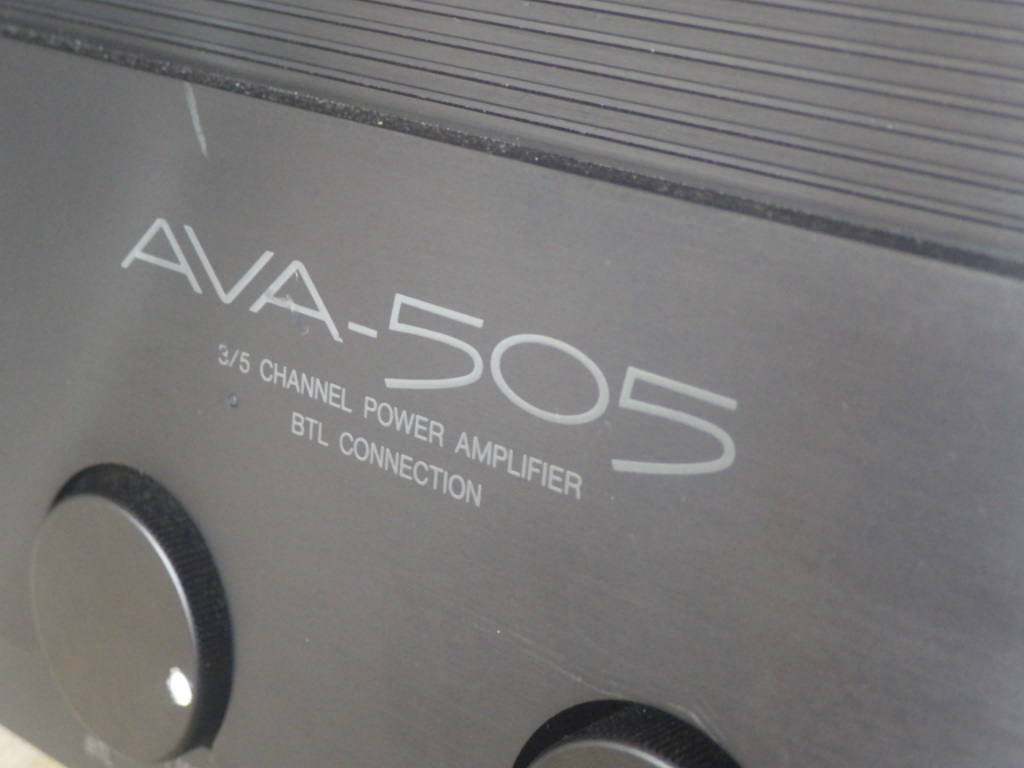 AVA-505
3/5 CHANNEL POWER AMPLIFIER
BTL CONNECTION